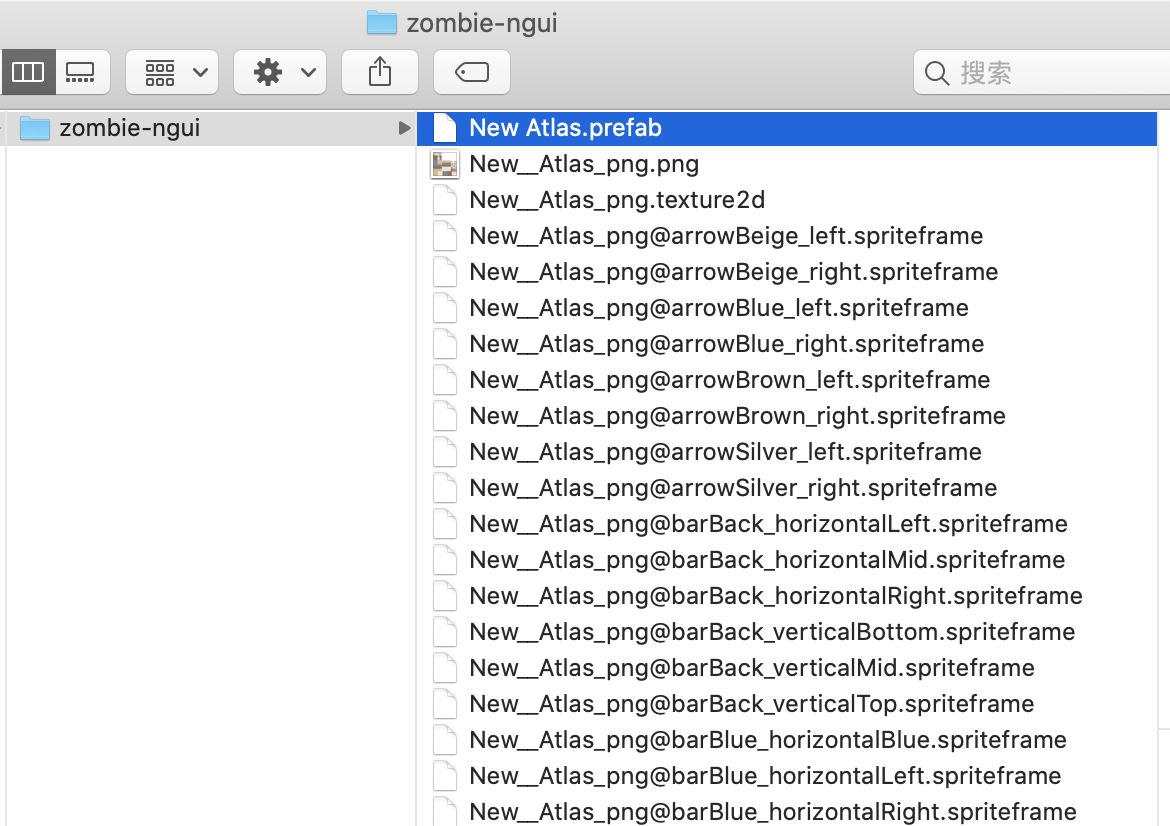 zombie-ngui
搜索
zombie-ngui
New Atlas.prefab
New__Atlas_png.png
New__Atlas_png.texture2d
New__Atlas_png@arrowBeige_left.spriteframe
New__Atlas_png@arrowBeige_right.spriteframe
New__Atlas_png@arrowBlue_left.spriteframe
New__Atlas_png@arrowBlue_right.spriteframe
New__Atlas_png@arrowBrown_left.spriteframe
New__Atlas_png@arrowBrown_right.spriteframe
New__Atlas_png@arrowSilver_left.spriteframe
New__Atlas_png@arrowSilver_right.spriteframe
New__Atlas_png@barBack_horizontalLeft.spriteframe
New__Atlas_png@barBack_horizontalMid.spriteframe
New__Atlas_png@barBack_horizontalRight.spriteframe
New__Atlas_png@barBack_verticalBottom.spriteframe
New__Atlas_png@barBack_verticalMid.spriteframe
New__Atlas_png@barBack_verticalTop.spriteframe
New__Atlas_png@barBlue_horizontalBlue.spriteframe
New__Atlas_png@barBlue_horizontalLeft.spriteframe
New__Atlas_png@barBlue_horizontalRight.spriteframe